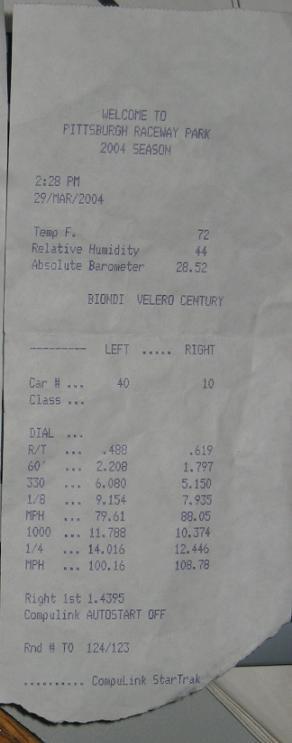 WELCOME TO
PITTSBURGH RACEWAY PARK
2004 SEASON
2:28 PM
29/MAR/2004
Temp F. 72
Relative Humidity 44
Absolute Barometer 28.52
BIONDI VELERO CENTURY
--------- LEFT ..... RIGHT
Car # ... 40 10
Class ...
DIAL ...
R/T ... .488 .619
60' ... 2.208 1.797
330 ... 6.080 5.150
1/8 ... 9.154 7.935
MPH ... 79.61 88.05
1000 ... 11.788 10.374
1/4 ... 14.016 12.446
MPH ... 100.16 108.78
Right 1st 1.4395
Compulink AUTOSTART OFF
Rnd # T0 124/123
.......... CompuLink StarTrak